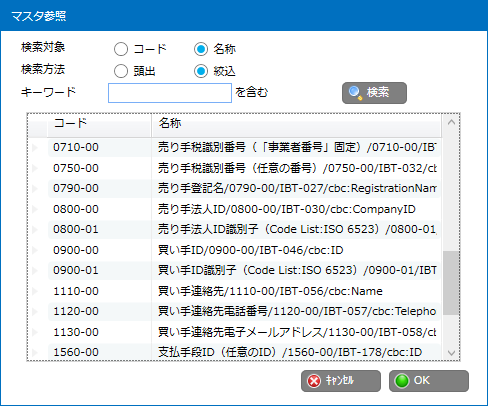 マスタ参照
検索対象 コード 名称
検索方法 頭出 絞込
キーワード を含む 検索
コード 名称
0710-00 売り手税識別番号（「事業者番号」固定）/0710-00/IBT
0750-00 売り手税識別番号（任意の番号）/0750-00/IBT-032/cb
0790-00 売り手登記名/0790-00/IBT-027/cbc:RegistrationNam
0800-00 売り手法人ID/0800-00/IBT-030/cbc:CompanyID
0800-01 売り手法人ID識別子（Code List:ISO 6523）/0800-01/
0900-00 買い手ID/0900-00/IBT-046/cbc:ID
0900-01 買い手ID識別子（Code List:ISO 6523）/0900-01/IBT
1110-00 買い手連絡先/1110-00/IBT-056/cbc:Name
1120-00 買い手連絡先電話番号/1120-00/IBT-057/cbc:Telepho
1130-00 買い手連絡先電子メールアドレス/1130-00/IBT-058/cb
1560-00 支払手段ID（任意のID）/1560-00/IBT-178/cbc:ID
ｷｬﾝｾﾙ OK